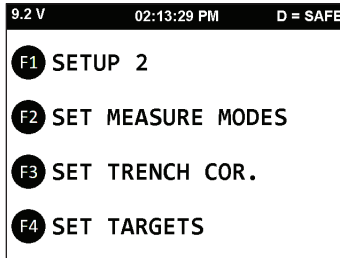 9.2 V 02:13:29 PM D = SAFE
F1 SETUP 2
F2 SET MEASURE MODES
F3 SET TRENCH COR.
F4 SET TARGETS